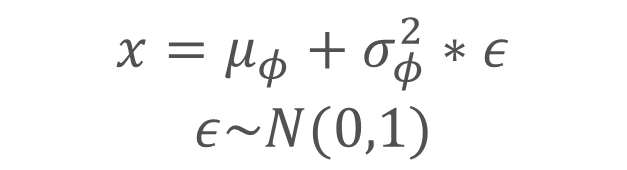 x = μ_ϕ + σ_ϕ^2 * ϵ
ϵ~N(0,1)